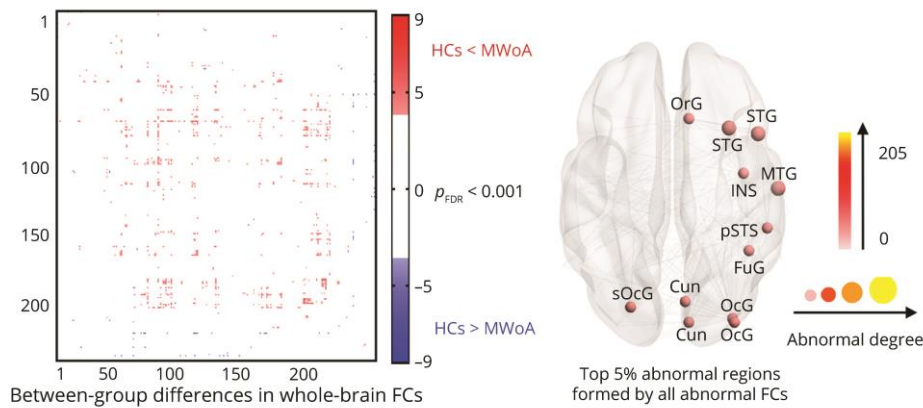 1
50
100
150
200
1 50 100 150 200
Between-group differences in whole-brain FCs
9
5
0
−5
−9
HCs < MWoA
pFDR < 0.001
HCs > MWoA
OrG
STG
STG
INS
MTG
pSTS
FuG
sOcG
Cun
Cun
OcG
OcG
Top 5% abnormal regions
formed by all abnormal FCs
205
0
Abnormal degree